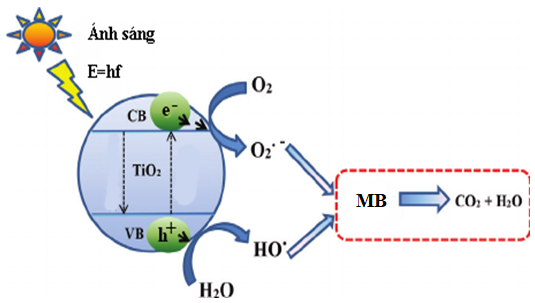 Ánh sáng
E=hf
CB
e⁻
O₂
O₂·⁻
TiO₂
MB
CO₂ + H₂O
VB
h⁺
HO•
H₂O